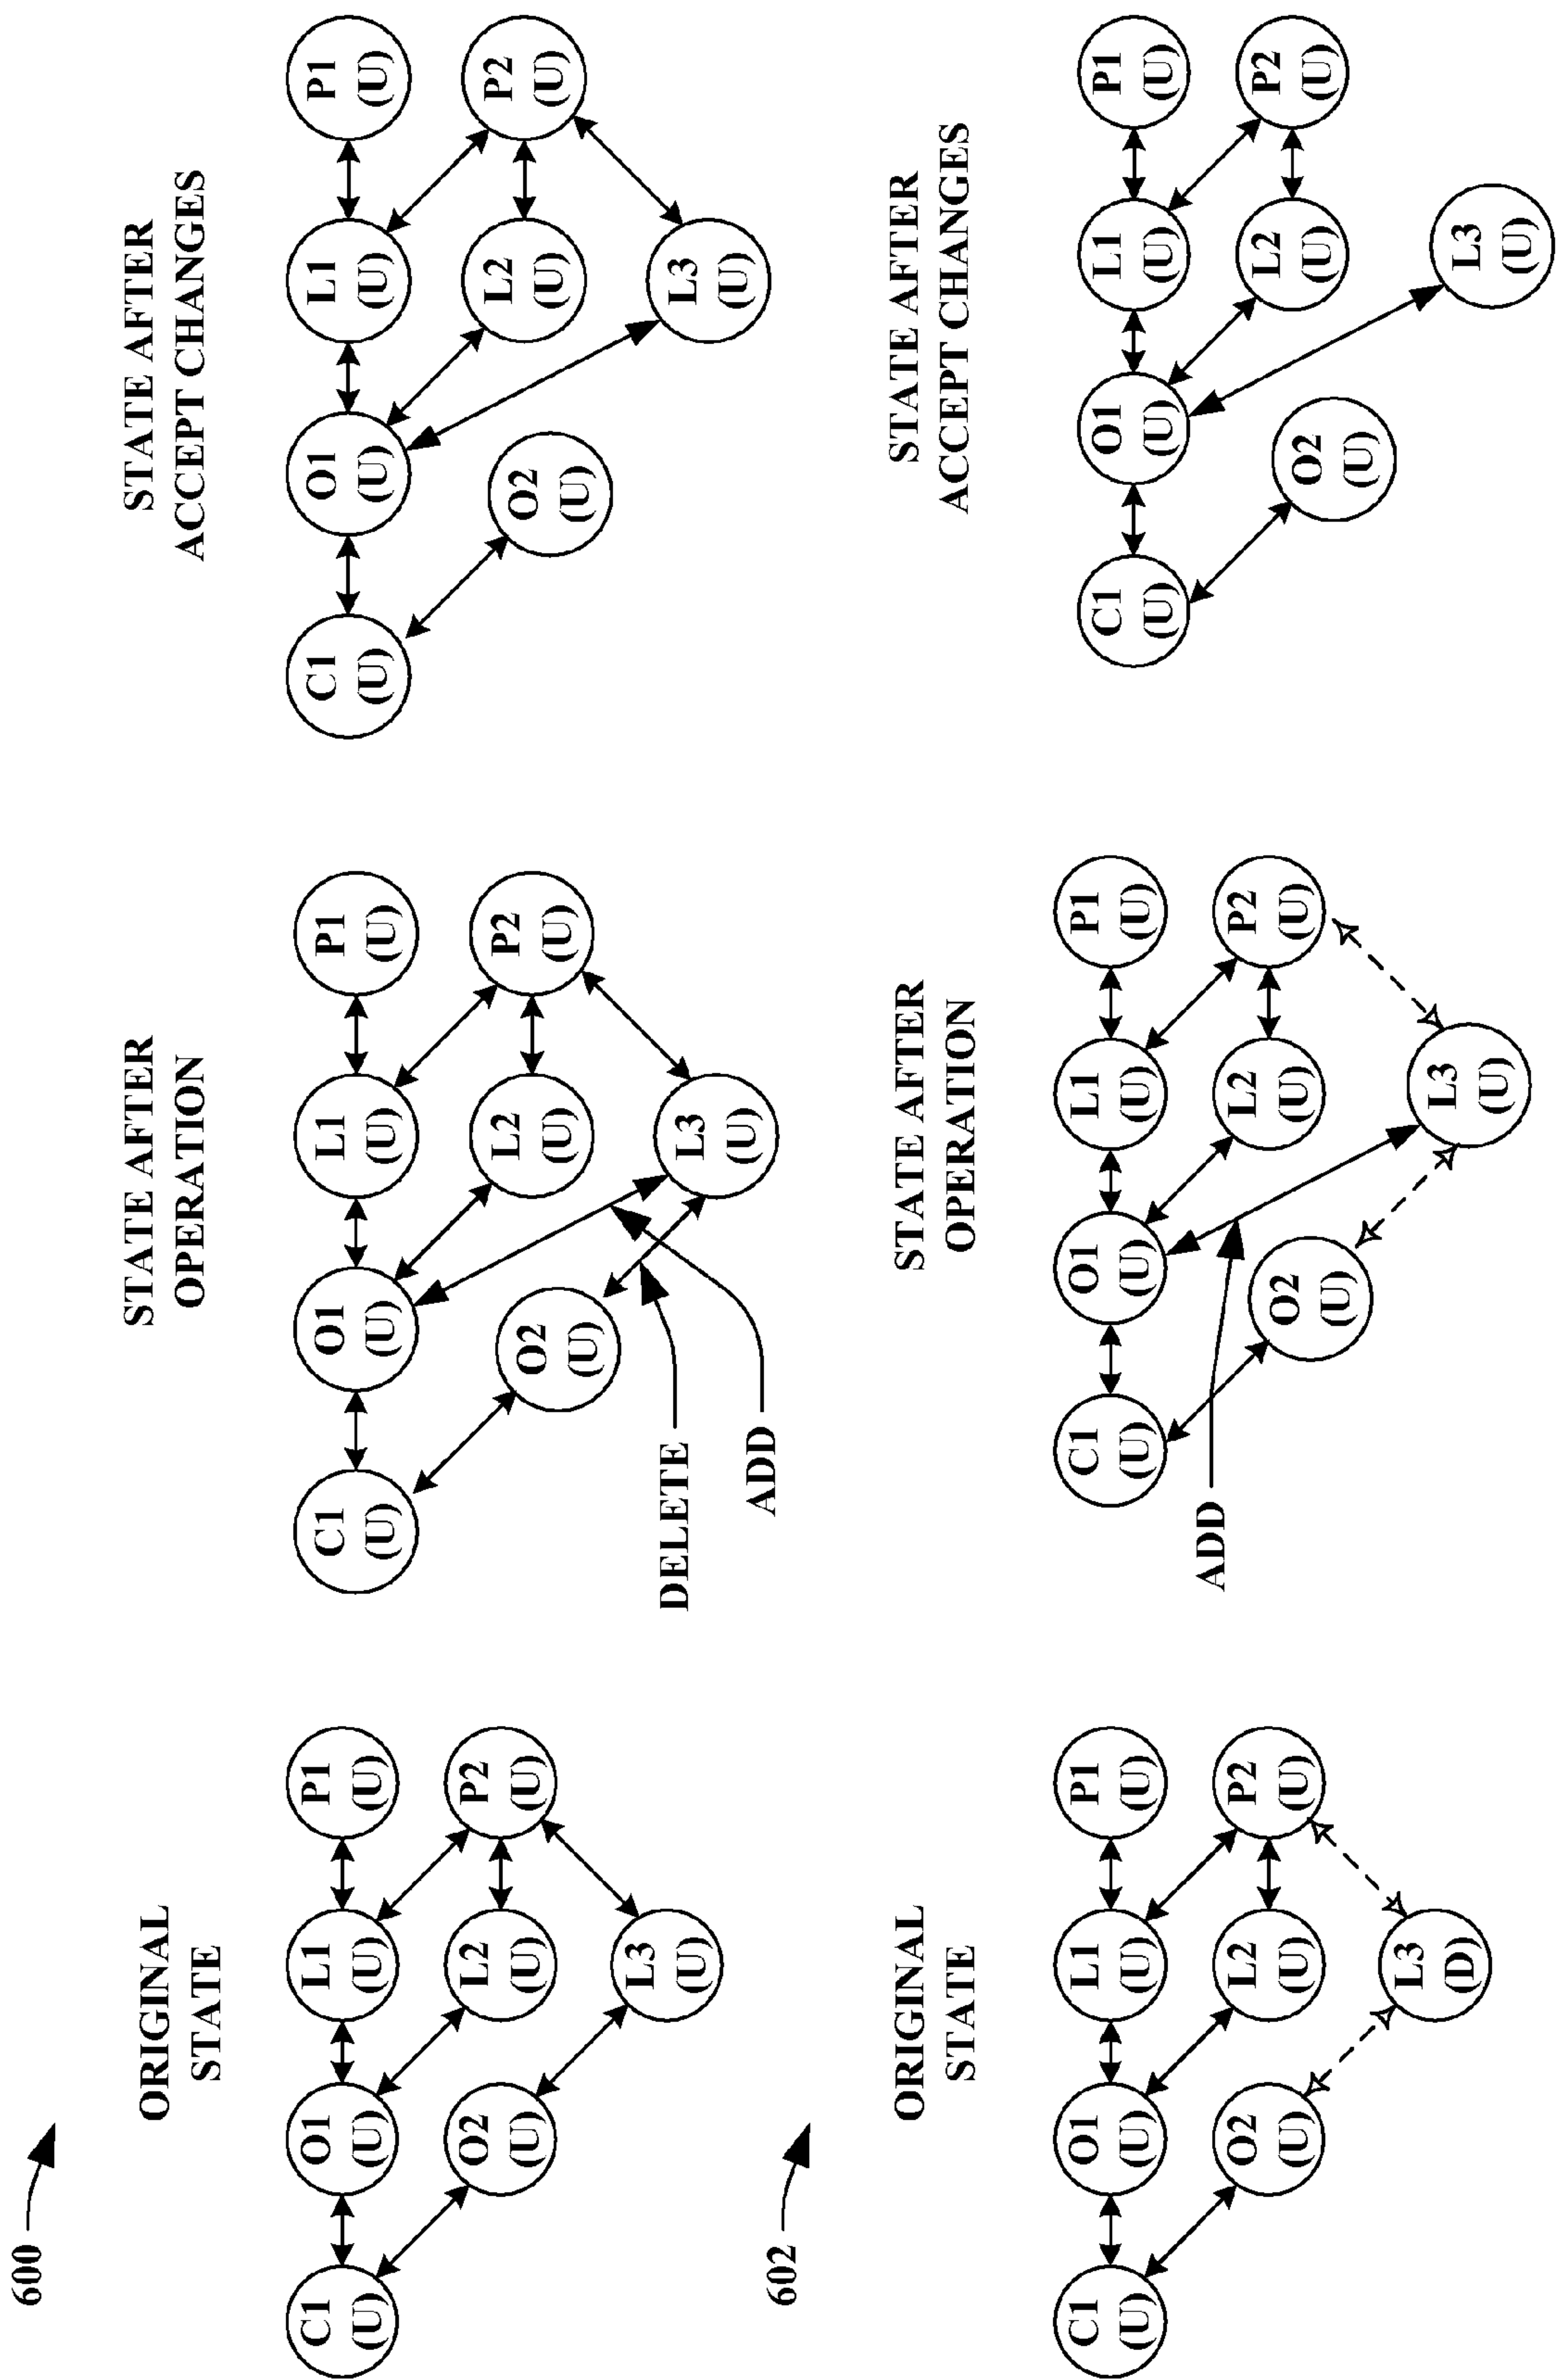 600
ORIGINAL
STATE
C1
(U)
O1
(U)
L1
(U)
P1
(U)
O2
(U)
L2
(U)
P2
(U)
L3
(U)
STATE AFTER
OPERATION
C1
(U)
O1
(U)
L1
(U)
P1
(U)
O2
(U)
L2
(U)
P2
(U)
L3
(U)
DELETE
ADD
STATE AFTER
ACCEPT CHANGES
C1
(U)
O1
(U)
L1
(U)
P1
(U)
O2
(U)
L2
(U)
P2
(U)
L3
(U)
602
ORIGINAL
STATE
C1
(U)
O1
(U)
L1
(U)
P1
(U)
O2
(U)
L2
(U)
P2
(U)
L3
(D)
STATE AFTER
OPERATION
C1
(U)
O1
(U)
L1
(U)
P1
(U)
O2
(U)
L2
(U)
P2
(U)
L3
(U)
ADD
STATE AFTER
ACCEPT CHANGES
C1
(U)
O1
(U)
L1
(U)
P1
(U)
O2
(U)
L2
(U)
P2
(U)
L3
(U)